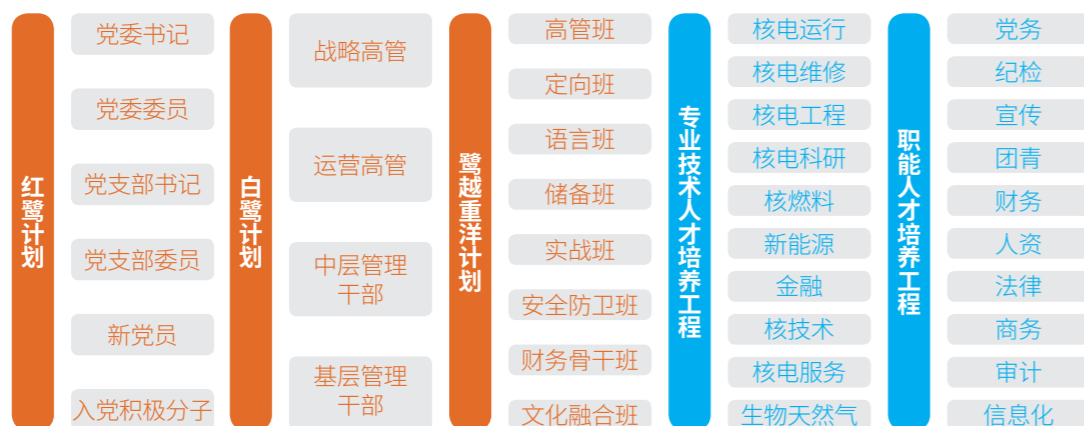 红鹭计划
党委书记
党委委员
党支部书记
党支部委员
新党员
入党积极分子
白鹭计划
战略高管
运营高管
中层管理
干部
基层管理
干部
鹭越重洋计划
高管班
定向班
语言班
储备班
实战班
安全防卫班
财务骨干班
文化融合班
专业技术人才培养工程
核电运行
核电维修
核电工程
核电科研
核燃料
新能源
金融
核技术
核电服务
生物天然气
职能人才培养工程
党务
纪检
宣传
团青
财务
人资
法律
商务
审计
信息化